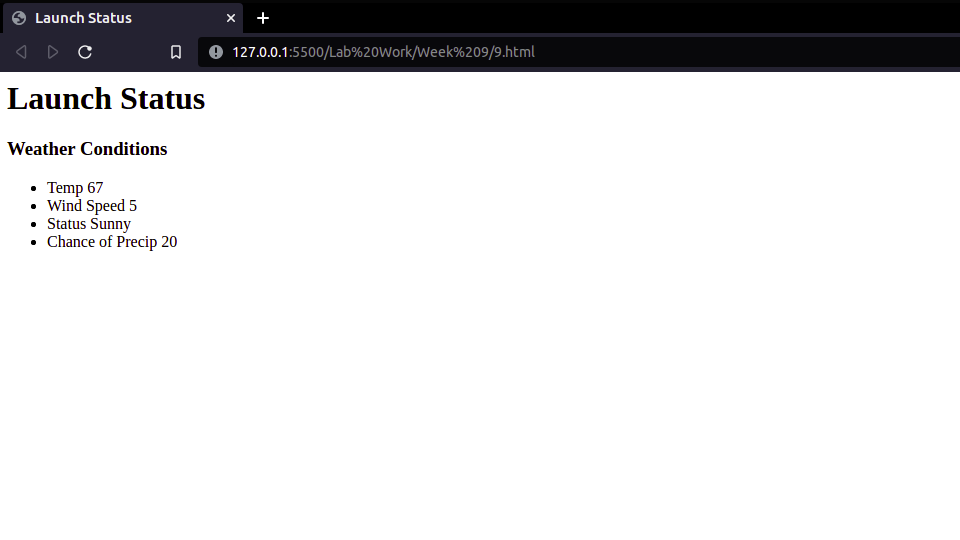 Launch Status
127.0.0.1:5500/Lab%20Work/Week%209/9.html
Launch Status
Weather Conditions
Temp 67
Wind Speed 5
Status Sunny
Chance of Precip 20